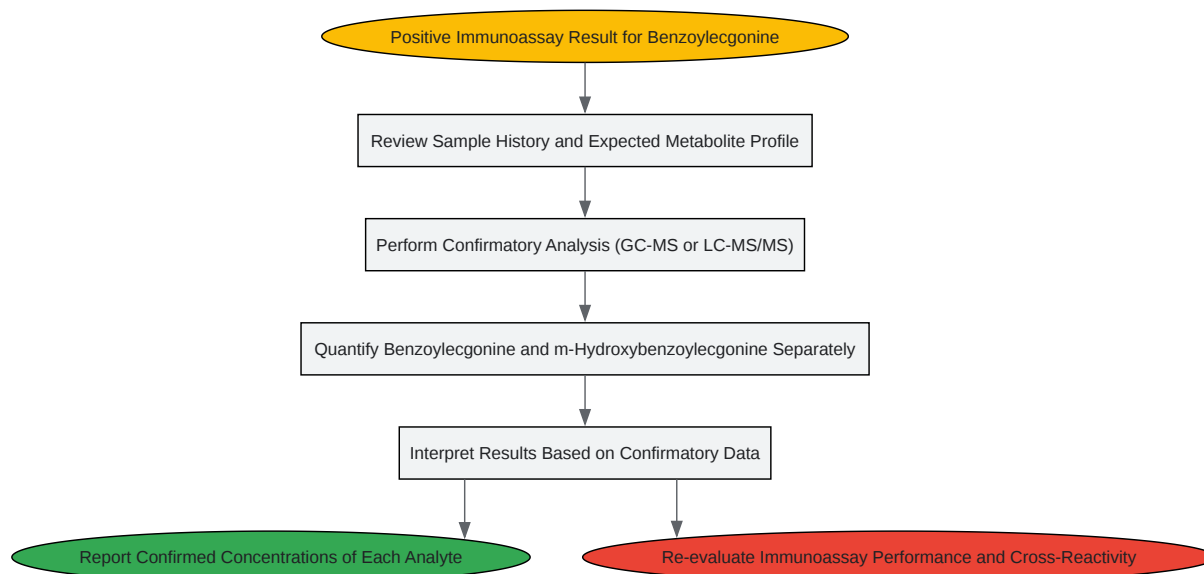 Positive Immunoassay Result for Benzoylecgonine
Review Sample History and Expected Metabolite Profile
Perform Confirmatory Analysis (GC-MS or LC-MS/MS)
Quantify Benzoylecgonine and m-Hydroxybenzoylecgonine Separately
Interpret Results Based on Confirmatory Data
Report Confirmed Concentrations of Each Analyte
Re-evaluate Immunoassay Performance and Cross-Reactivity